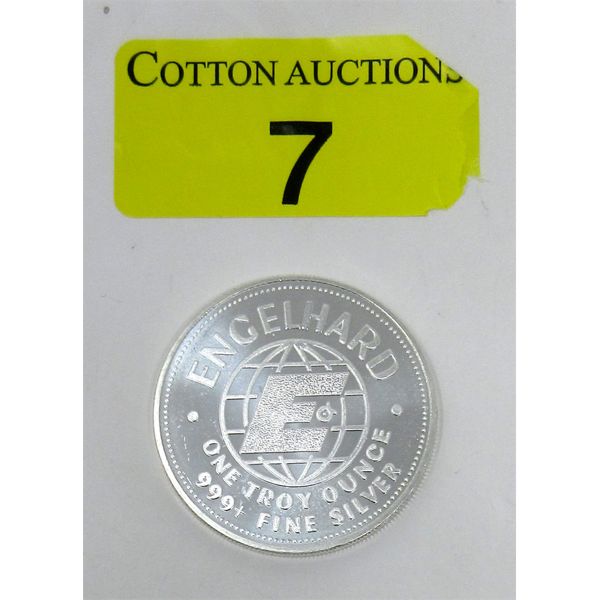 COTTON AUCTIONS
7
ENGELHARD
E
ONE TROY OUNCE
999+ FINE SILVER